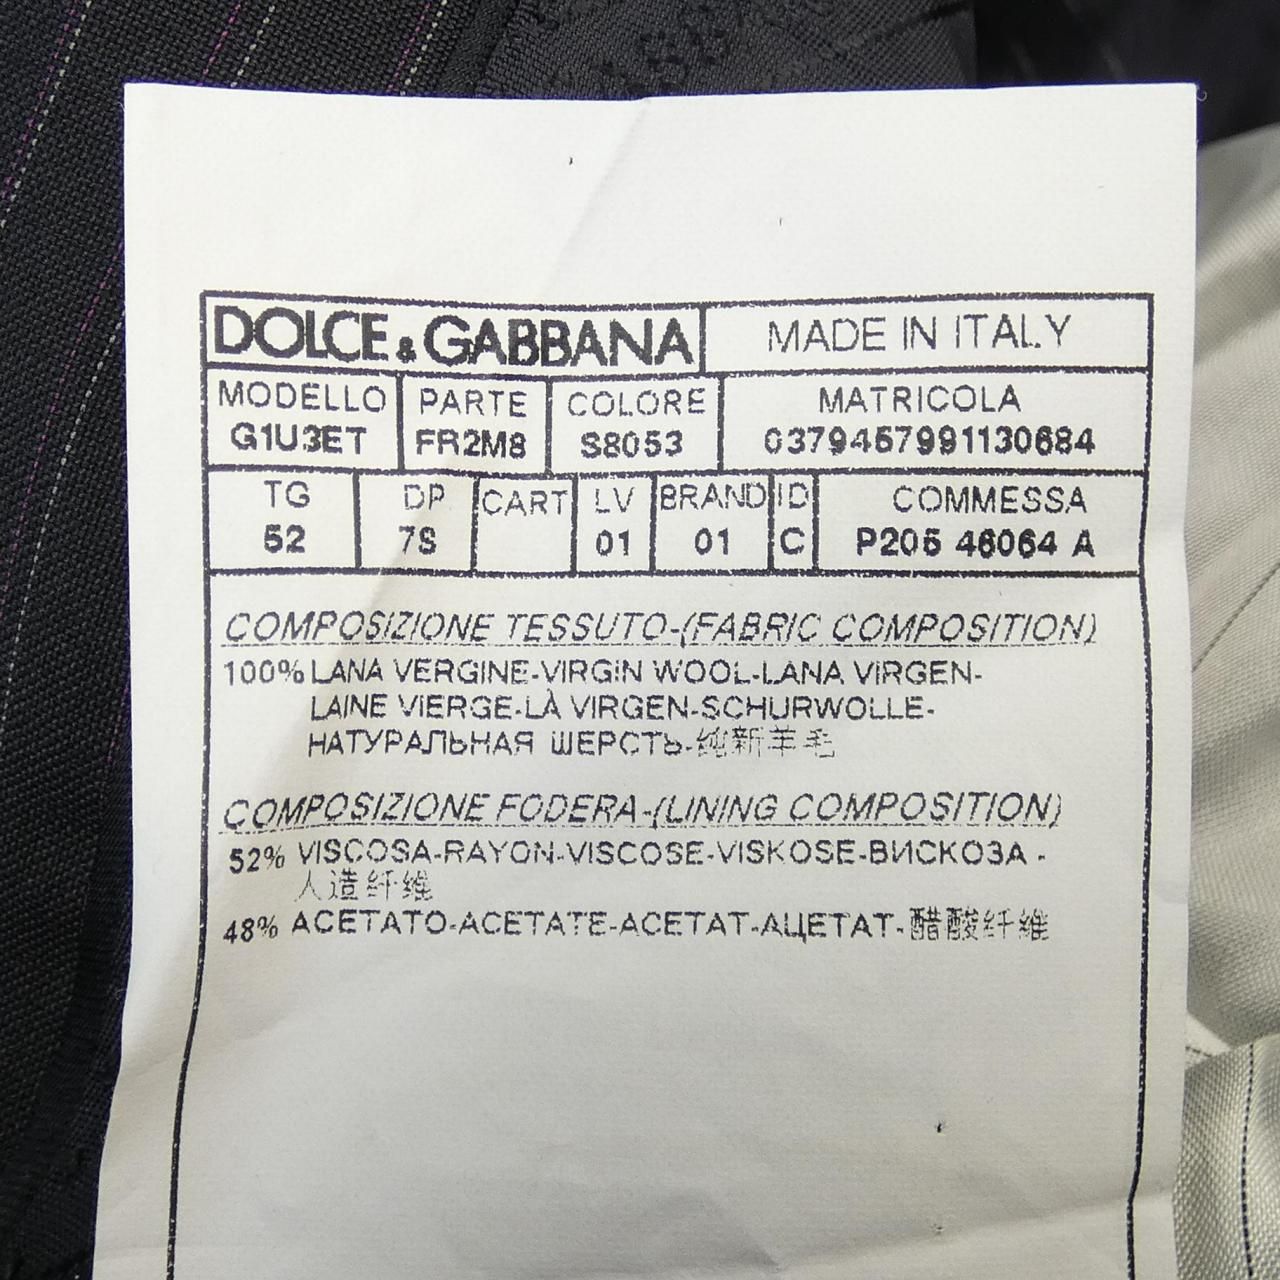 DOLCE & GABBANA MADE IN ITALY
MODELLO PARTE COLORE MATRICOLA
G1U3ET FR2M8 S8053 0379457991130684
TG DP CART LV BRAND ID COMMESSA
52 7S 01 01 C P205 46064 A
COMPOSIZIONE TESSUTO-(FABRIC COMPOSITION)
100% LANA VERGINE-VIRGIN WOOL-LANA VIRGEN-
LAINE VIERGE-LÀ VIRGEN-SCHURWOLLE-
НАТУРАЛЬНАЯ ШЕРСТЬ-纯新羊毛
COMPOSIZIONE FODERA-(LINING COMPOSITION)
52% VISCOSA-RAYON-VISCOSE-VISKOSE-ВИСКОЗА -
人造纤维
48% ACETATO-ACETATE-ACETAT-АЦЕТАТ-醋酸纤维